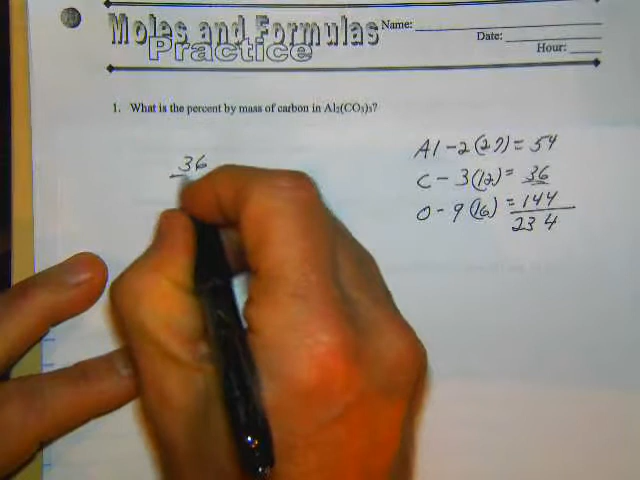 Moles and Formulas
Practice
Name:
Date:
Hour:
1. What is the percent by mass of carbon in Al₂(CO₃)₃?
Al - 2(27) = 54
C - 3(12) = 36
O - 9(16) = 144
234
36